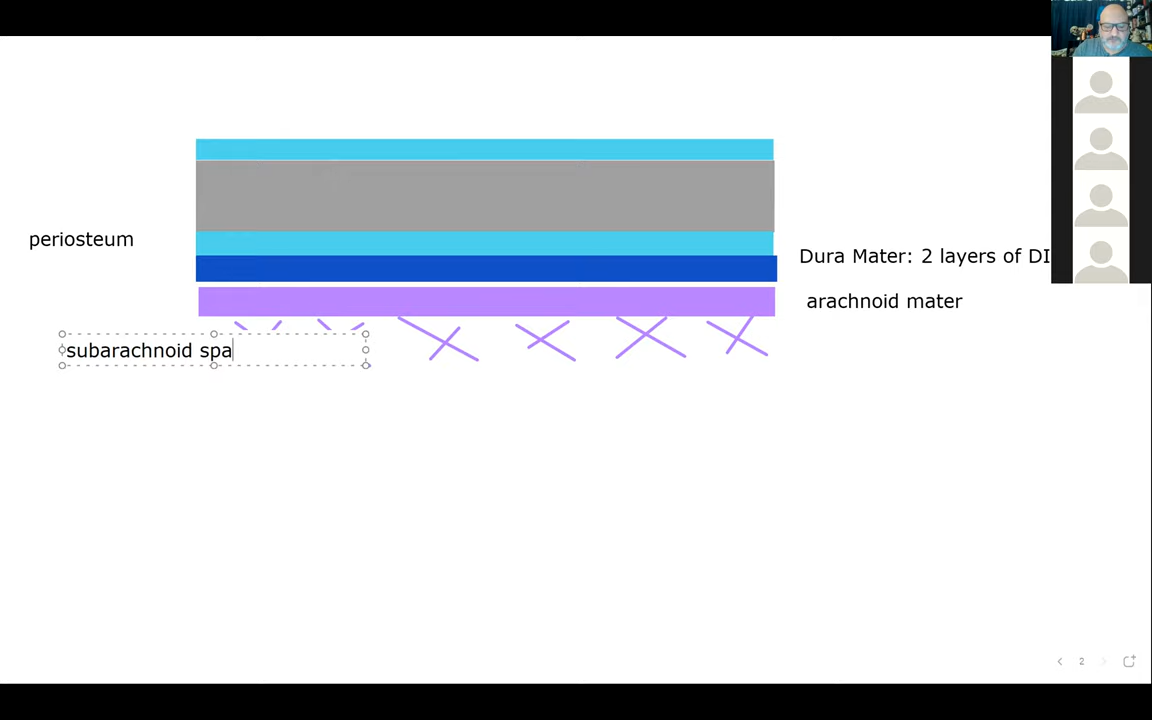 periosteum
Dura Mater: 2 layers of DI
arachnoid mater
subarachnoid spa
2